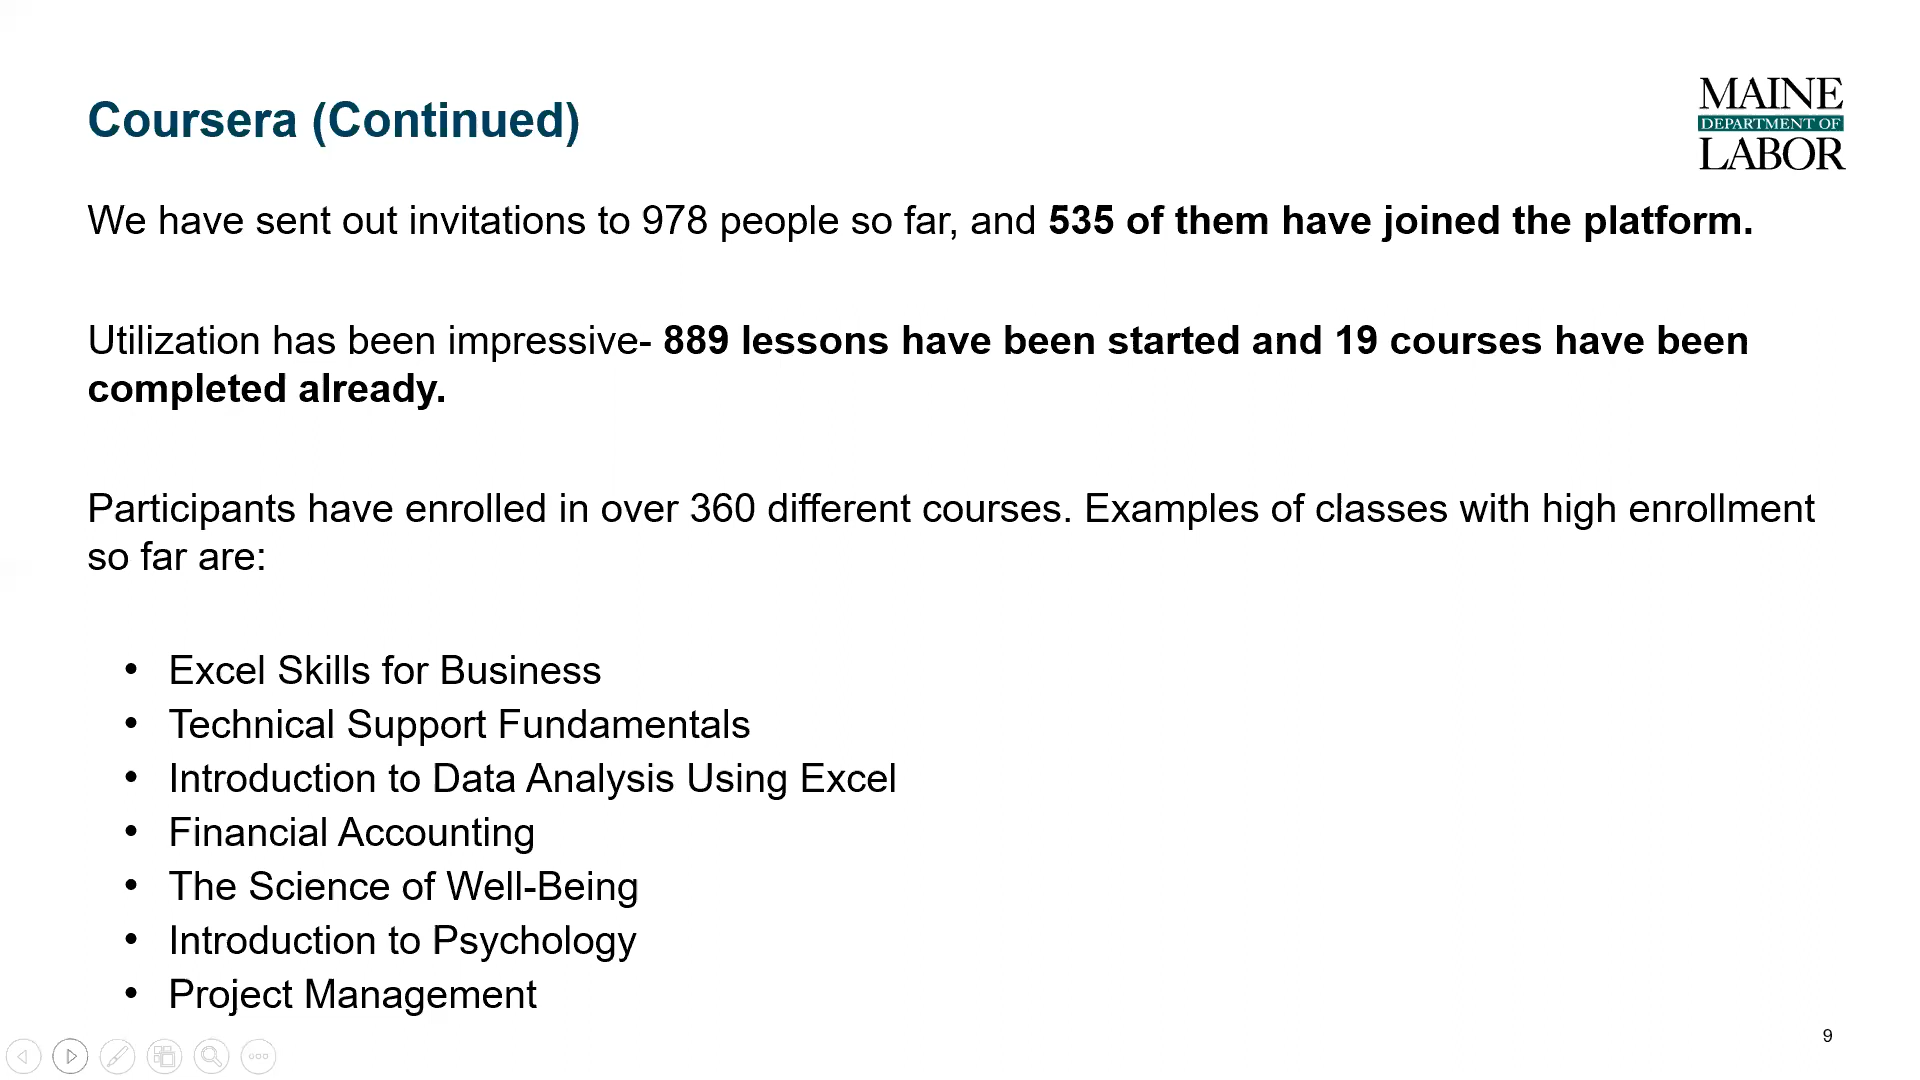 Coursera (Continued)
MAINE
DEPARTMENT OF
LABOR
We have sent out invitations to 978 people so far, and 535 of them have joined the platform.
Utilization has been impressive- 889 lessons have been started and 19 courses have been
completed already.
Participants have enrolled in over 360 different courses. Examples of classes with high enrollment
so far are:
• Excel Skills for Business
• Technical Support Fundamentals
• Introduction to Data Analysis Using Excel
• Financial Accounting
• The Science of Well-Being
• Introduction to Psychology
• Project Management
9